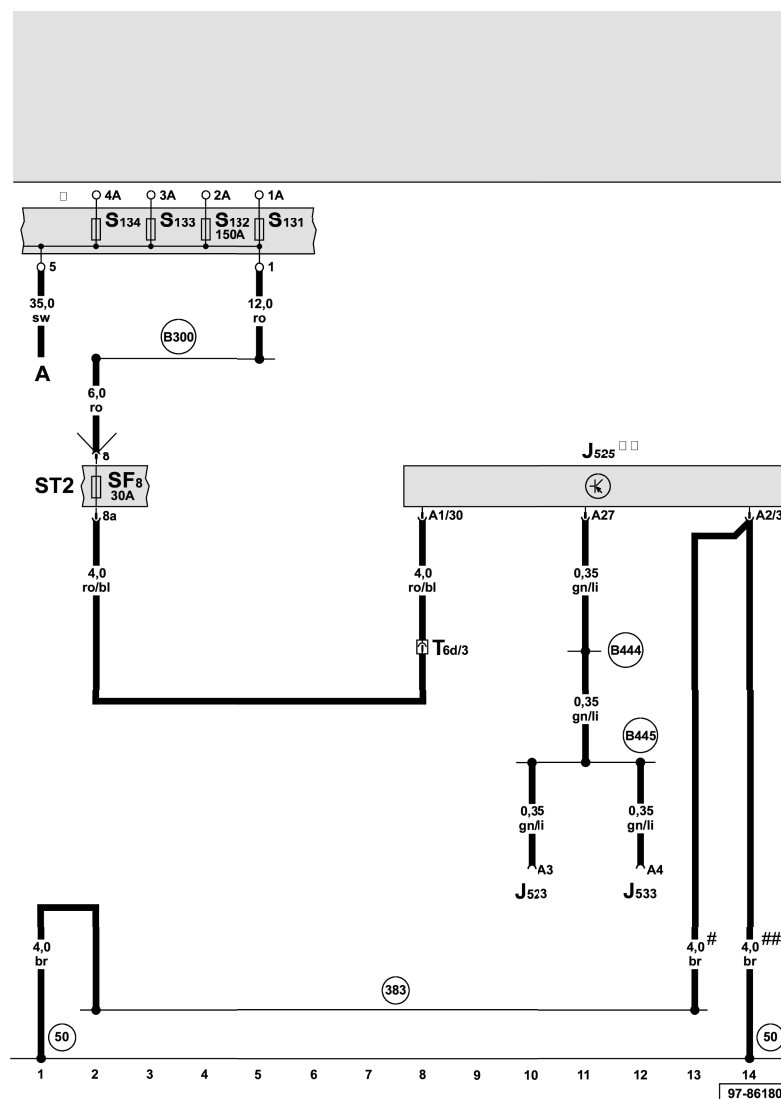 4A 3A 2A 1A
S134 S133 S132 S131
150A
5 1
35,0 12,0
sw ro
B300
A
6,0
ro
8
J525
ST2 SF8
30A
8a A1/30 A27 A2/3
4,0 4,0 0,35
ro/bl ro/bl gn/li
T6d/3 B444
0,35
gn/li
B445
0,35 0,35
gn/li gn/li
A3 A4
J523 J533
4,0 4,0 # 4,0 ##
br br br
383
50 50
1 2 3 4 5 6 7 8 9 10 11 12 13 14
97-86180